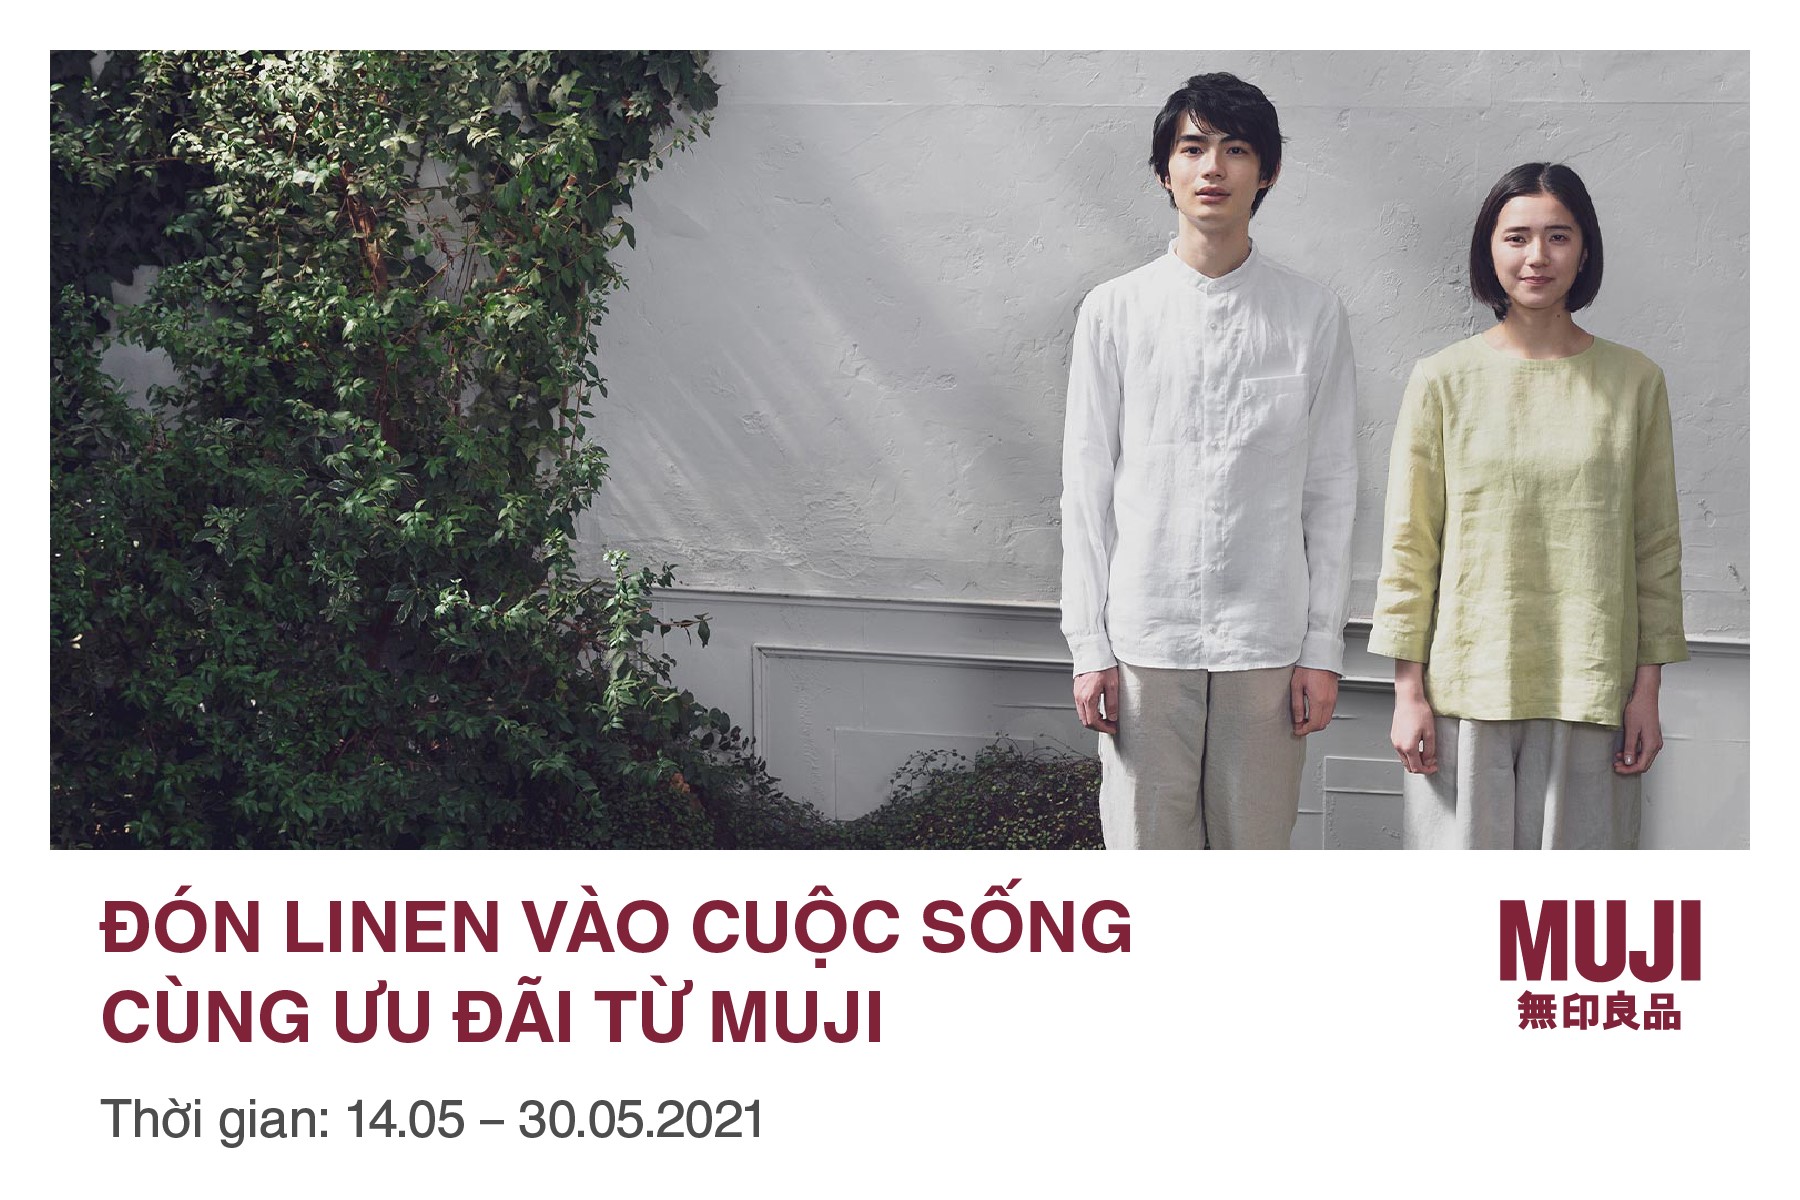 ĐÓN LINEN VÀO CUỘC SỐNG
CÙNG ƯU ĐÃI TỪ MUJI
Thời gian: 14.05 – 30.05.2021
MUJI
無印良品